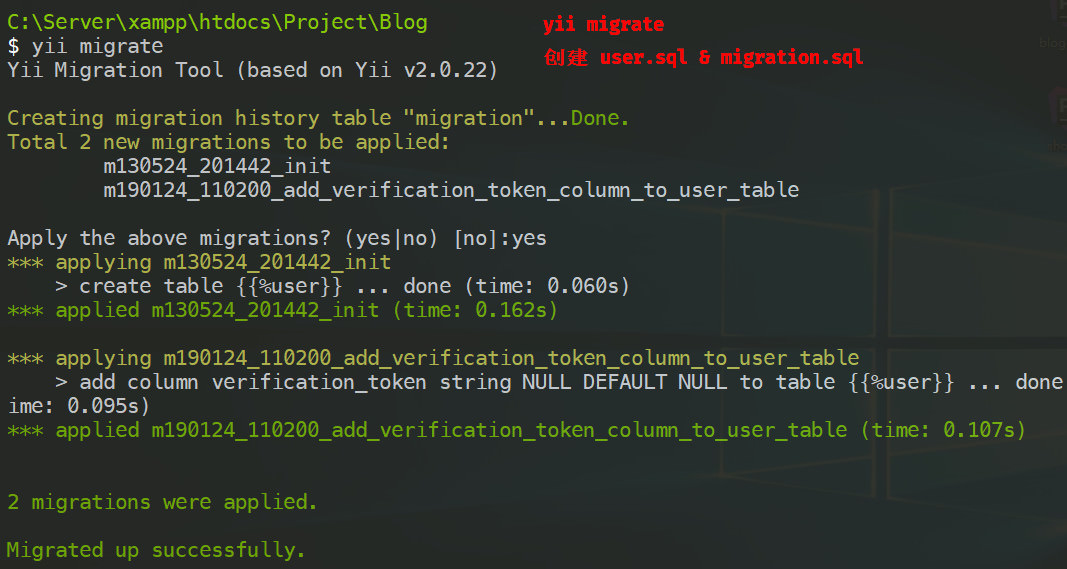 C:\Server\xampp\htdocs\Project\Blog
yii migrate
$ yii migrate
创建 user.sql & migration.sql
Yii Migration Tool (based on Yii v2.0.22)
Creating migration history table "migration"...Done.
Total 2 new migrations to be applied:
m130524_201442_init
m190124_110200_add_verification_token_column_to_user_table
Apply the above migrations? (yes|no) [no]:yes
*** applying m130524_201442_init
> create table {{%user}} ... done (time: 0.060s)
*** applied m130524_201442_init (time: 0.162s)
*** applying m190124_110200_add_verification_token_column_to_user_table
> add column verification_token string NULL DEFAULT NULL to table {{%user}} ... done
ime: 0.095s)
*** applied m190124_110200_add_verification_token_column_to_user_table (time: 0.107s)
2 migrations were applied.
Migrated up successfully.